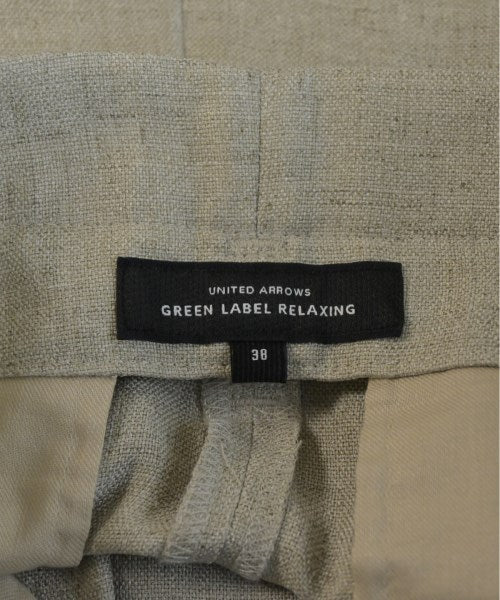 UNITED ARROWS
GREEN LABEL RELAXING
38